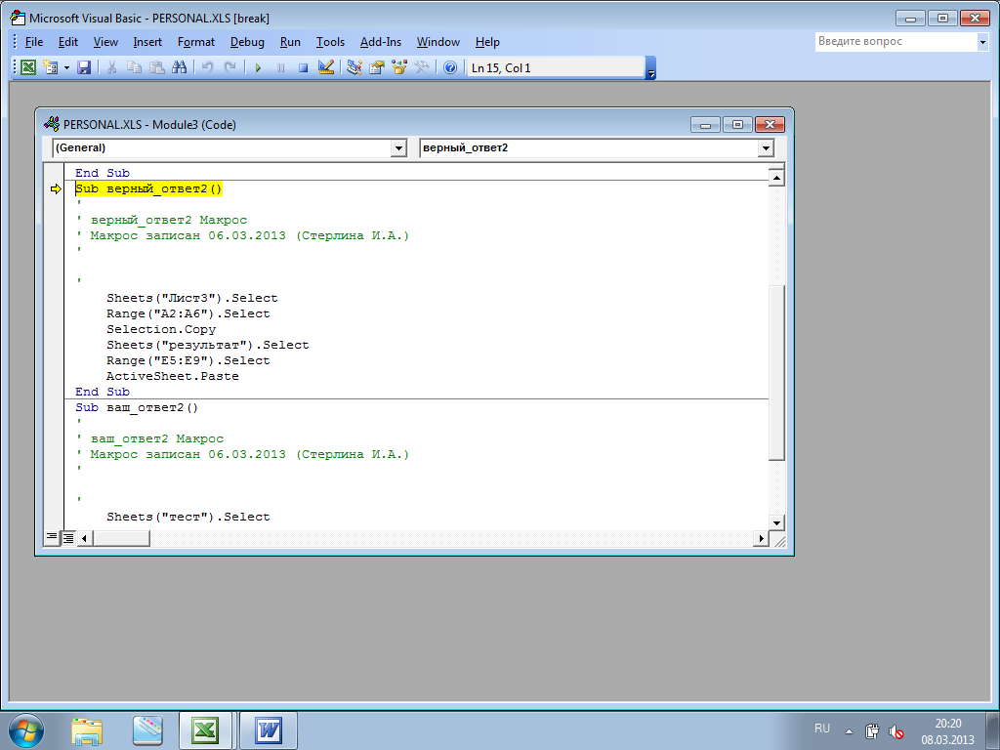 Microsoft Visual Basic - PERSONAL.XLS [break]
File Edit View Insert Format Debug Run Tools Add-Ins Window Help
Введите вопрос
Ln 15, Col 1
PERSONAL.XLS - Module3 (Code)
(General) верный_ответ2
End Sub
Sub верный_ответ2()
'
' верный_ответ2 Макрос
' Макрос записан 06.03.2013 (Стерлина И.А.)
'
'
Sheets("Лист3").Select
Range("A2:A6").Select
Selection.Copy
Sheets("результат").Select
Range("E5:E9").Select
ActiveSheet.Paste
End Sub
Sub ваш_ответ2()
'
' ваш_ответ2 Макрос
' Макрос записан 06.03.2013 (Стерлина И.А.)
'
'
Sheets("тест").Select
RU
20:20
08.03.2013